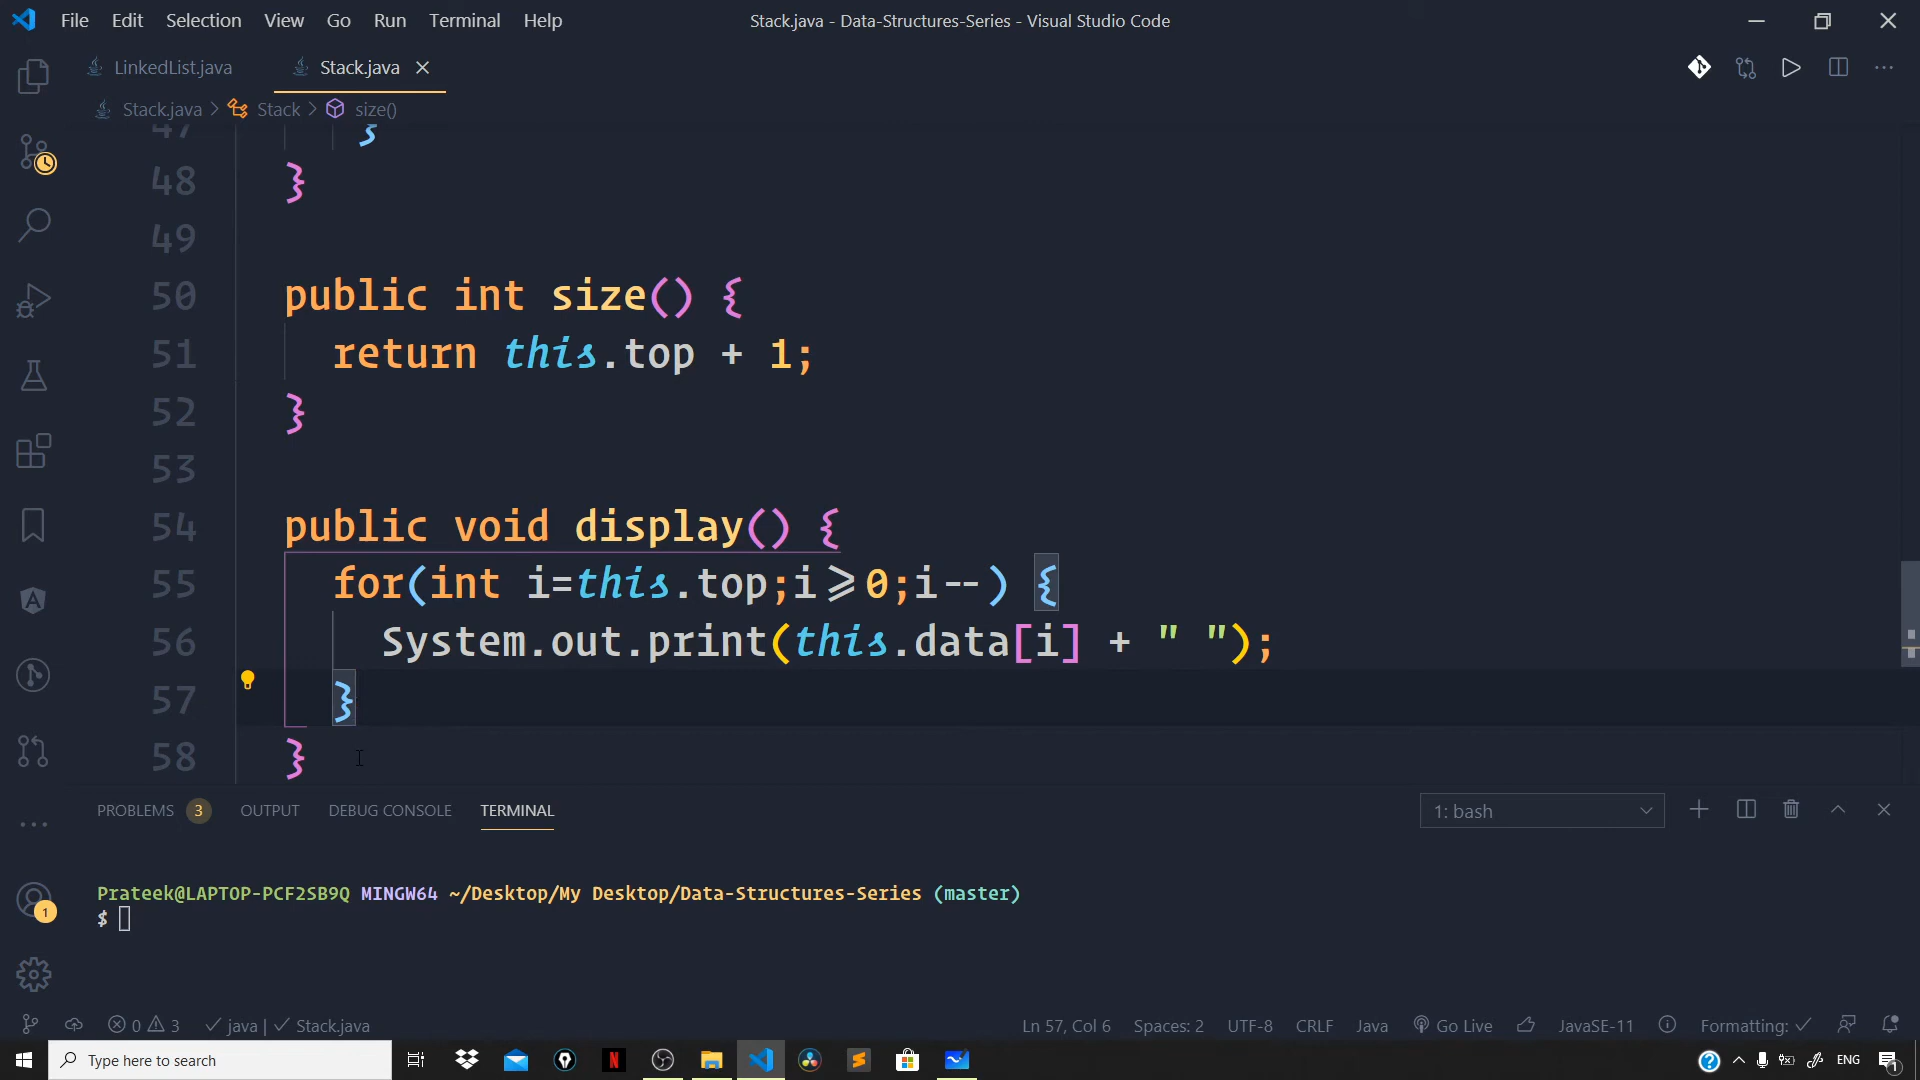 File Edit Selection View Go Run Terminal Help Stack.java - Data-Structures-Series - Visual Studio Code
LinkedList.java Stack.java
Stack.java > Stack > size()
47 }
48 }
49
50 public int size() {
51 return this.top + 1;
52 }
53
54 public void display() {
55 for(int i=this.top;i>=0;i--) {
56 System.out.print(this.data[i] + " ");
57 }
58 }
PROBLEMS 3 OUTPUT DEBUG CONSOLE TERMINAL 1: bash
Prateek@LAPTOP-PCF2SB9Q MINGW64 ~/Desktop/My Desktop/Data-Structures-Series (master)
$
1
0 3 java | Stack.java Ln 57, Col 6 Spaces: 2 UTF-8 CRLF Java Go Live JavaSE-11 Formatting:
Type here to search ENG 1